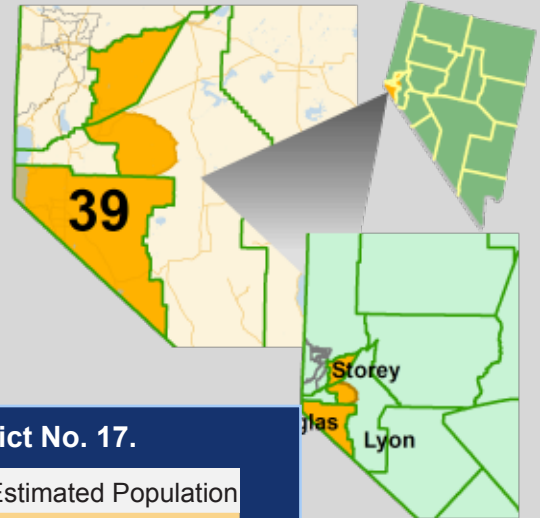 39
Storey
glas
Lyon
ict No. 17.
Estimated Population